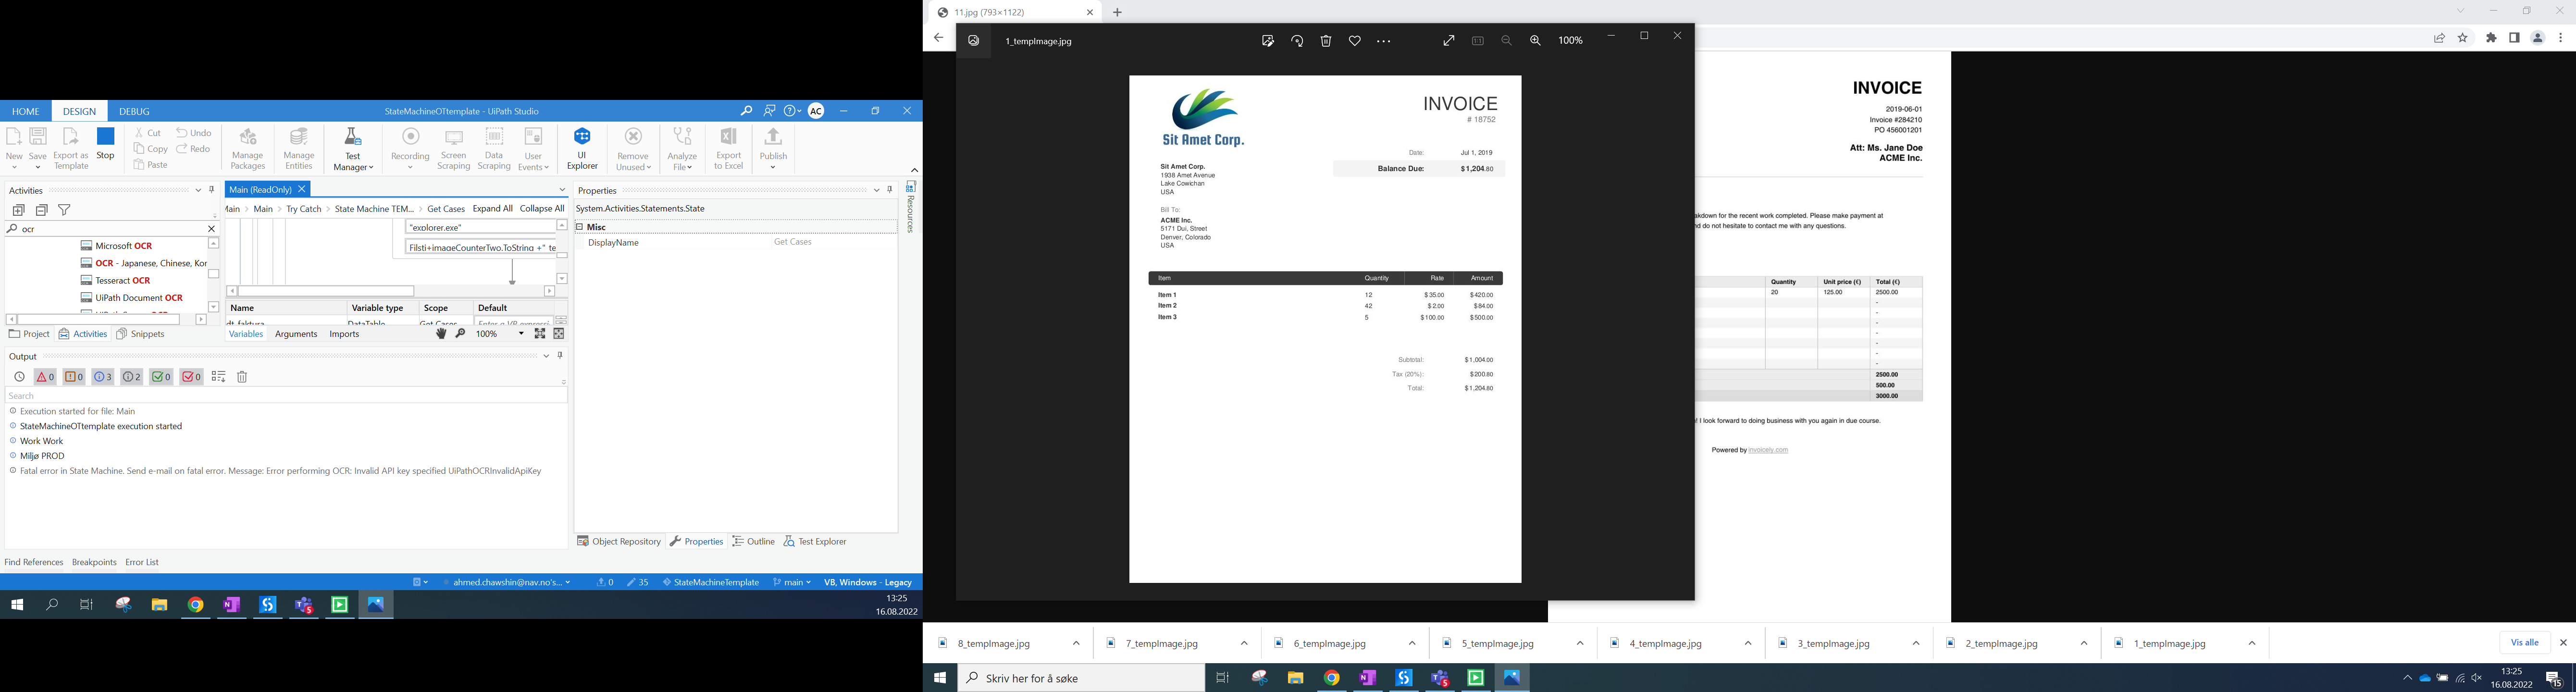 HOME DESIGN DEBUG StateMachineOTtemplate - UiPath Studio AC
New Save Export as Template Stop Cut Copy Paste Undo Redo Manage Packages Manage Entities Test Manager Recording Screen Scraping Data Scraping User Events UI Explorer Remove Unused Analyze File Export to Excel Publish
Activities
ocr
Microsoft OCR
OCR - Japanese, Chinese, Kor
Tesseract OCR
UiPath Document OCR
Project Activities Snippets
Main (ReadOnly)
Main > Main > Try Catch > State Machine TEM... > Get Cases Expand All Collapse All
"explorer.exe"
Filsti+imageCounterTwo.ToString +" te
Name Variable type Scope Default
dt_faktura DataTable Get Cases Enter a VB expressi
Variables Arguments Imports 100%
Properties
System.Activities.Statements.State
Misc
DisplayName Get Cases
Resources
Object Repository Properties Outline Test Explorer
Output
0 0 3 2 0 0
Search
Execution started for file: Main
StateMachineOTtemplate execution started
Work Work
Miljø PROD
Fatal error in State Machine. Send e-mail on fatal error. Message: Error performing OCR: Invalid API key specified UiPathOCRInvalidApiKey
Find References Breakpoints Error List
ahmed.chawshin@nav.no's... 0 35 StateMachineTemplate main VB, Windows - Legacy
5
13:25
16.08.2022
11.jpg (793×1122)
1_tempImage.jpg 100%
Sit Amet Corp.
INVOICE
# 18752
Date: Jul 1, 2019
Balance Due: $1,204.80
Sit Amet Corp.
1938 Amet Avenue
Lake Cowichan
USA
Bill To:
ACME Inc.
5171 Dui, Street
Denver, Colorado
USA
Item Quantity Rate Amount
Item 1 12 $35.00 $420.00
Item 2 42 $2.00 $84.00
Item 3 5 $100.00 $500.00
Subtotal: $1,004.00
Tax (20%): $200.80
Total: $1,204.80
INVOICE
2019-06-01
Invoice #284210
PO 456001201
Att: Ms. Jane Doe
ACME Inc.
akdown for the recent work completed. Please make payment at
nd do not hesitate to contact me with any questions.
Quantity Unit price (€) Total (€)
20 125.00 2500.00
-
-
-
-
-
-
-
2500.00
500.00
3000.00
! I look forward to doing business with you again in due course.
Powered by invoicely.com
8_tempImage.jpg 7_tempImage.jpg 6_tempImage.jpg 5_tempImage.jpg 4_tempImage.jpg 3_tempImage.jpg 2_tempImage.jpg 1_tempImage.jpg Vis alle
Skriv her for å søke
5
13:25
16.08.2022
15